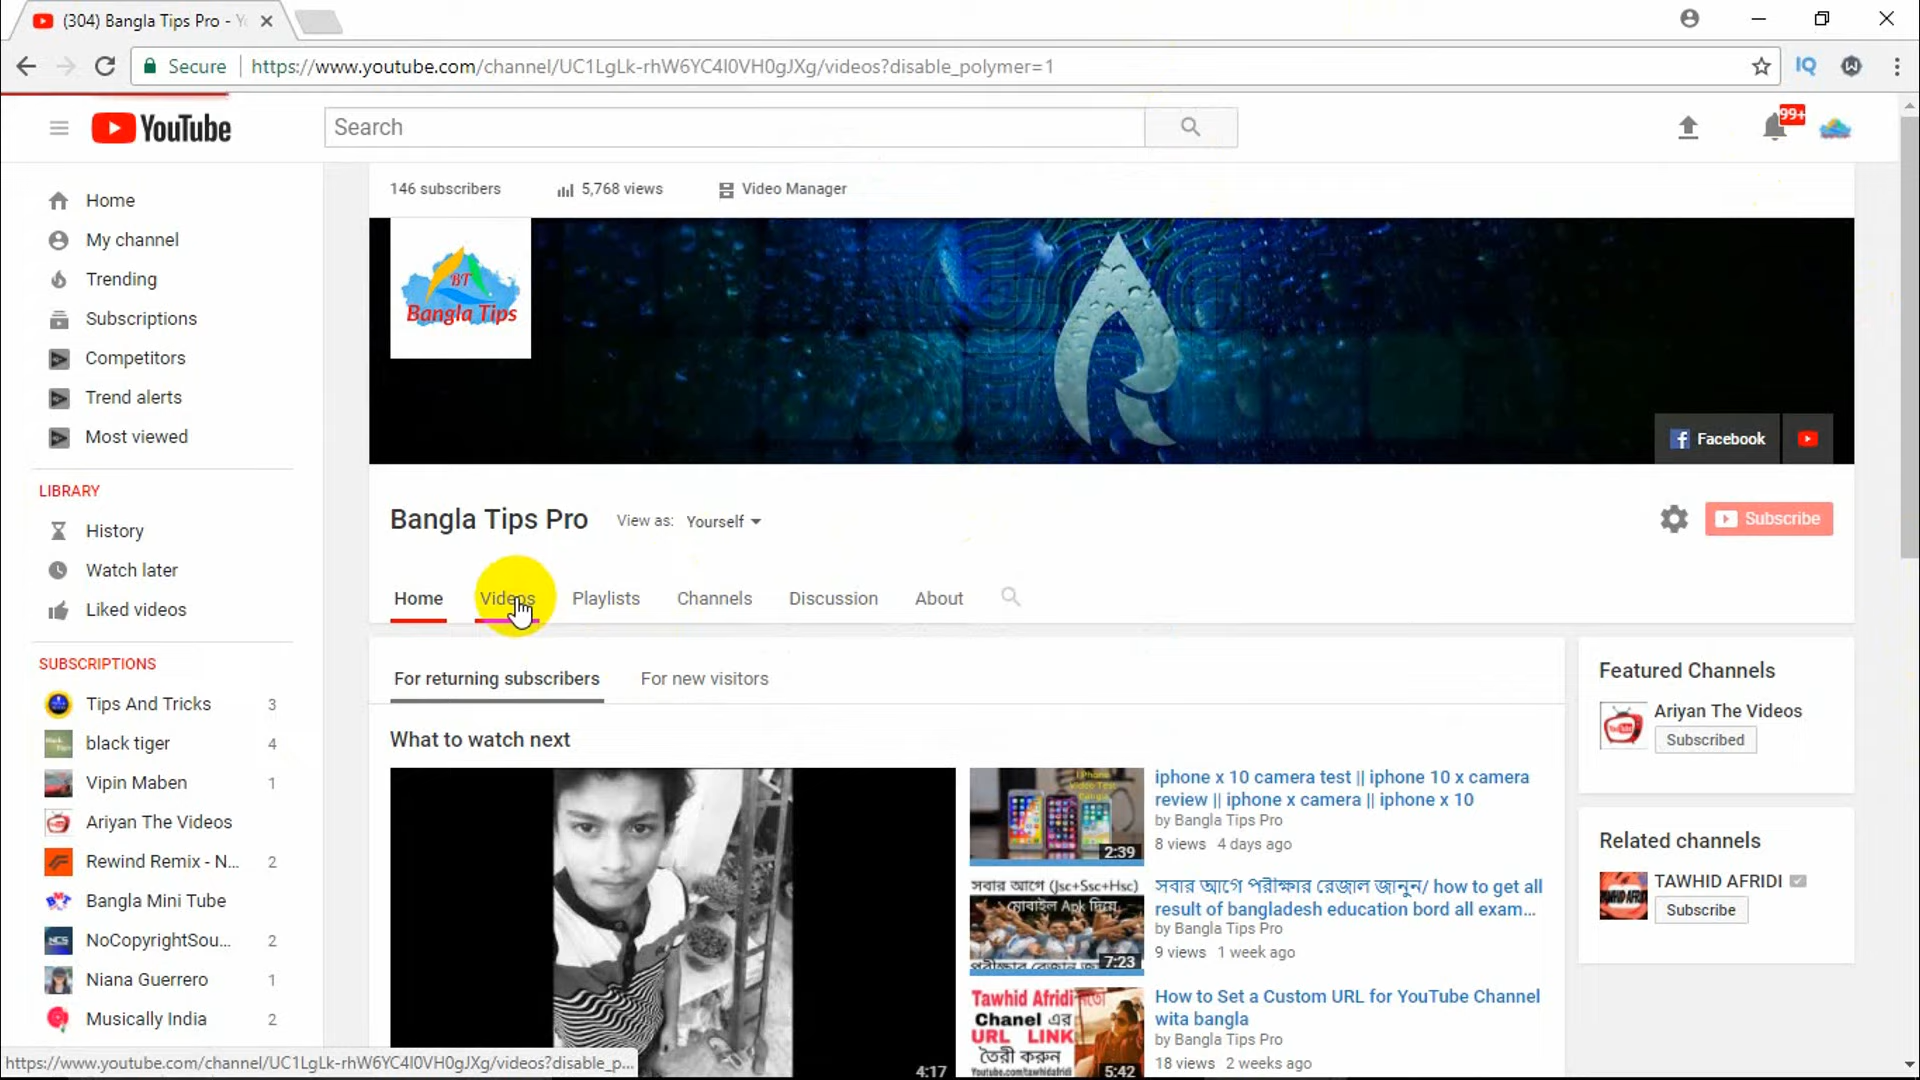 (304) Bangla Tips Pro - Y
Secure
https://www.youtube.com/channel/UC1LgLk-rhW6YC4I0VH0gJXg/videos?disable_polymer=1
IQ
YouTube
Search
99+
146 subscribers
5,768 views
Video Manager
Home
My channel
Trending
Subscriptions
Competitors
Trend alerts
Most viewed
LIBRARY
History
Watch later
Liked videos
SUBSCRIPTIONS
Tips And Tricks 3
black tiger 4
Vipin Maben 1
Ariyan The Videos
Rewind Remix - N... 2
Bangla Mini Tube
NoCopyrightSou... 2
Niana Guerrero 1
Musically India 2
BT
Bangla Tips
Facebook
Bangla Tips Pro
View as: Yourself
Subscribe
Home
Videos
Playlists
Channels
Discussion
About
For returning subscribers
For new visitors
What to watch next
4:17
2:39
iphone x 10 camera test || iphone 10 x camera
review || iphone x camera || iphone x 10
by Bangla Tips Pro
8 views 4 days ago
সবার আগে (Jsc+Ssc+Hsc)
মোবাইল Apk দিয়ে
7:23
সবার আগে পরীক্ষার রেজাল জানুন/ how to get all
result of bangladesh education bord all exam...
by Bangla Tips Pro
9 views 1 week ago
Tawhid Afridi
Chanel এর
URL LINK
তৈরী করুন
Youtube.com/tawhidafridi
5:42
How to Set a Custom URL for YouTube Channel
wita bangla
by Bangla Tips Pro
18 views 2 weeks ago
Featured Channels
Ariyan The Videos
Subscribed
Related channels
TAWHID AFRIDI
Subscribe
https://www.youtube.com/channel/UC1LgLk-rhW6YC4I0VH0gJXg/videos?disable_p...